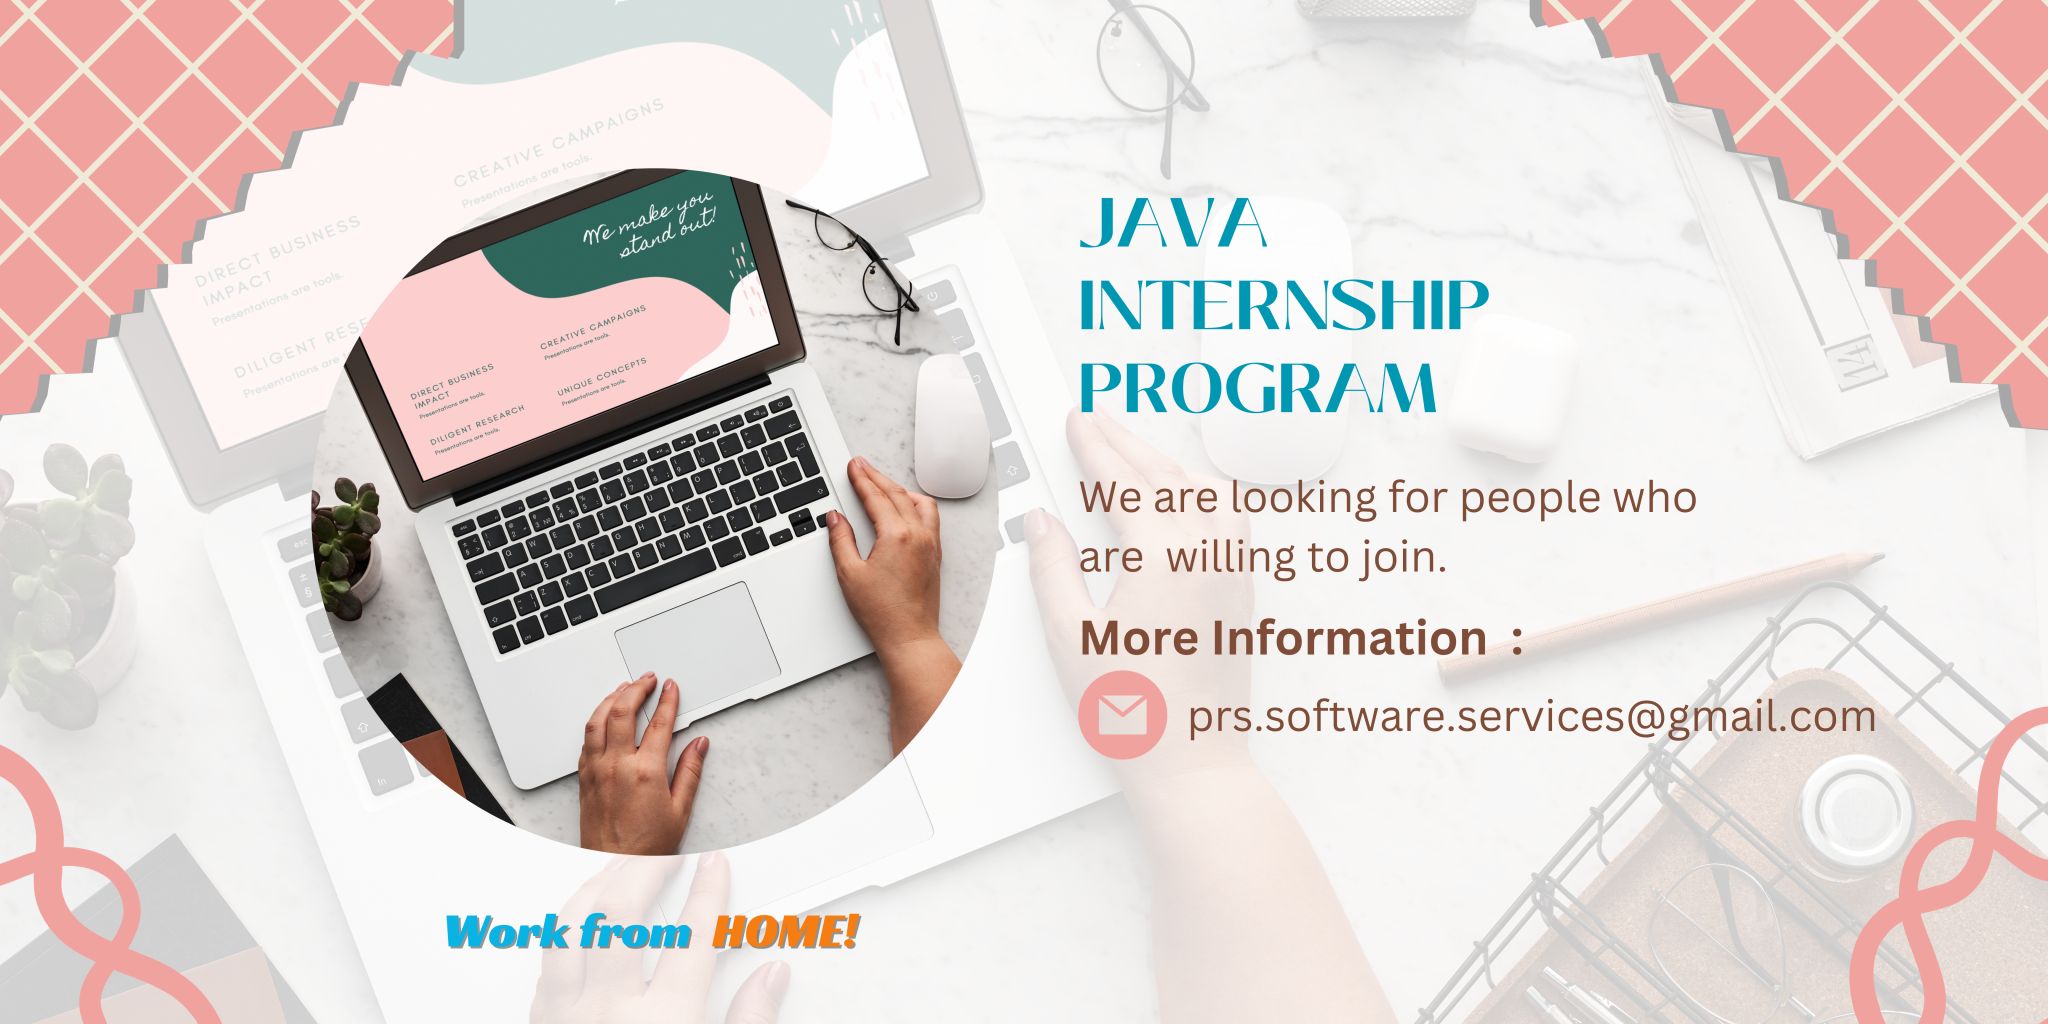 JAVA
INTERNSHIP
PROGRAM
We are looking for people who
are  willing to join.
More Information  :
prs.software.services@gmail.com
Work from  HOME!
We make you
stand out!
CREATIVE CAMPAIGNS
Presentations are tools.
DIRECT BUSINESS
IMPACT
Presentations are tools.
UNIQUE CONCEPTS
Presentations are tools.
DILIGENT RESEARCH
Presentations are tools.
CREATIVE CAMPAIGNS
Presentations are tools.
DIRECT BUSINESS
IMPACT
Presentations are tools.
DILIGENT
Presentations are